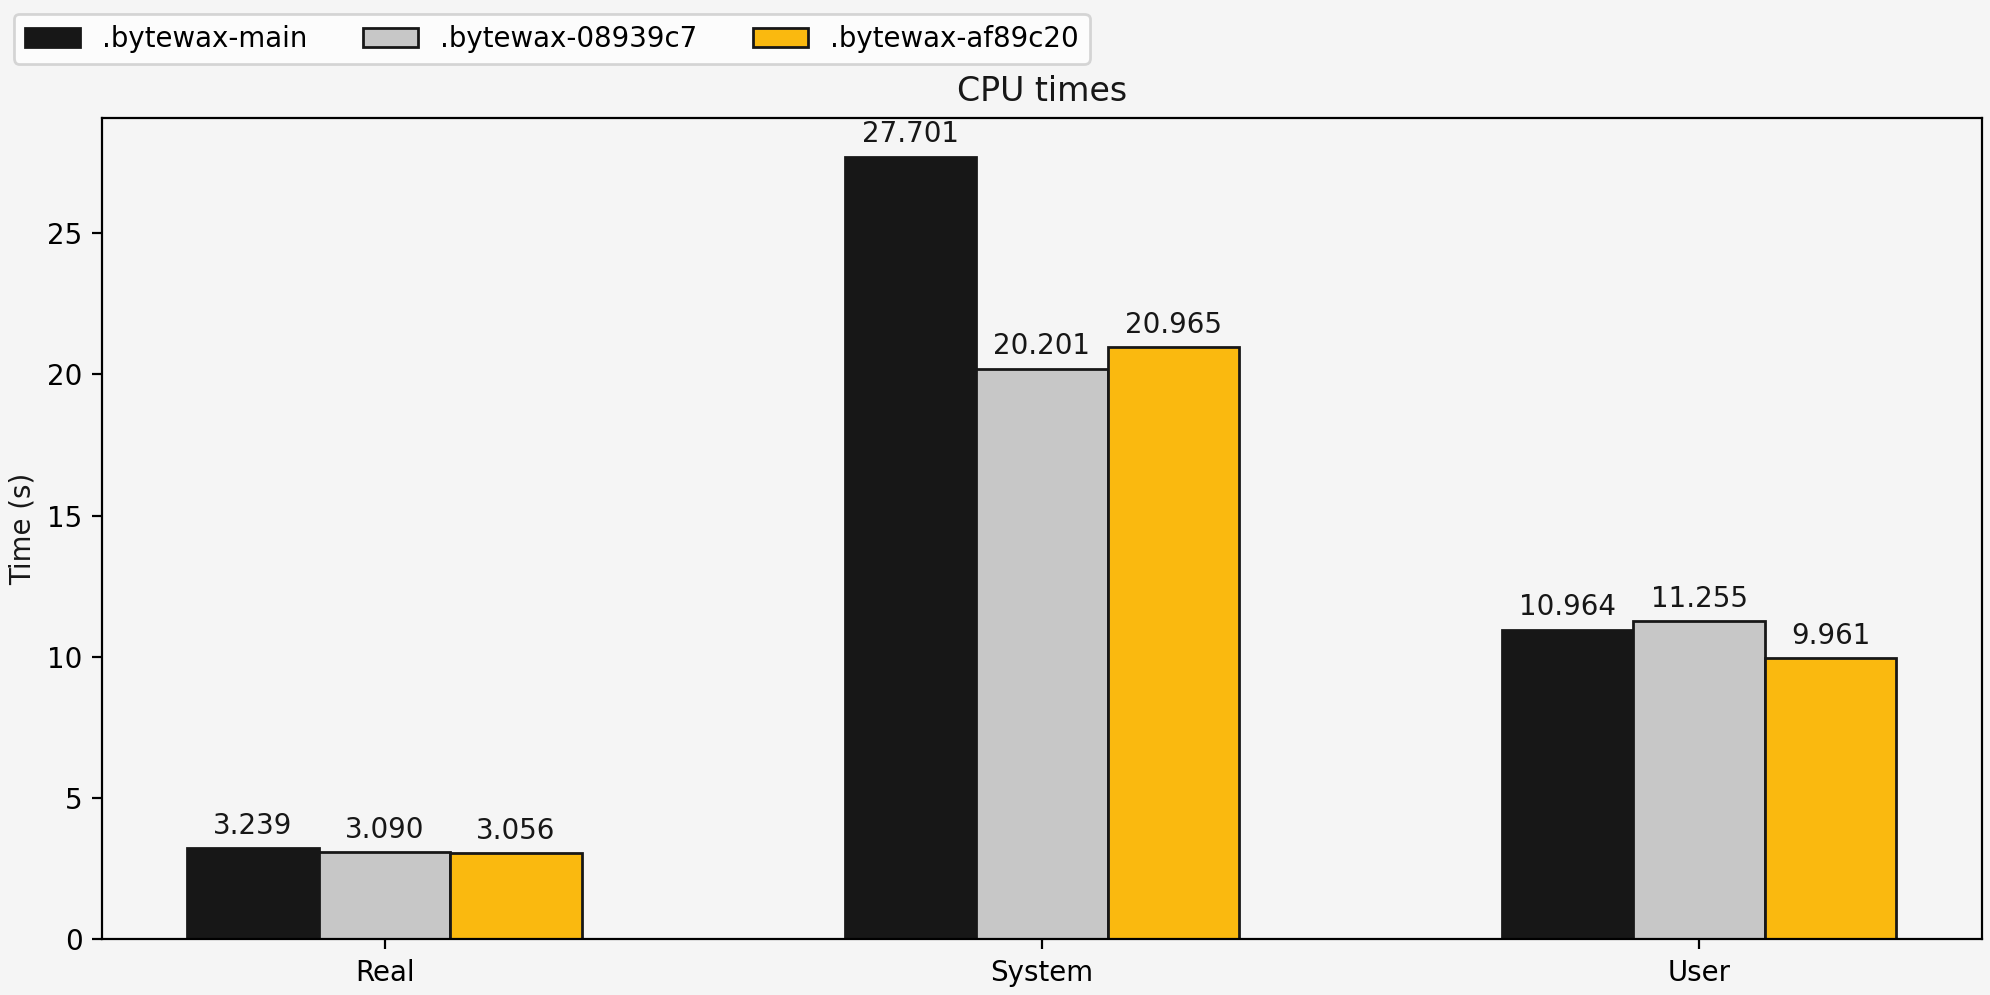 .bytewax-main .bytewax-08939c7 .bytewax-af89c20
CPU times
27.701
25
20.965
20.201
20
Time (s)
15
11.255
10.964
9.961
10
5
3.239 3.090 3.056
0
Real System User